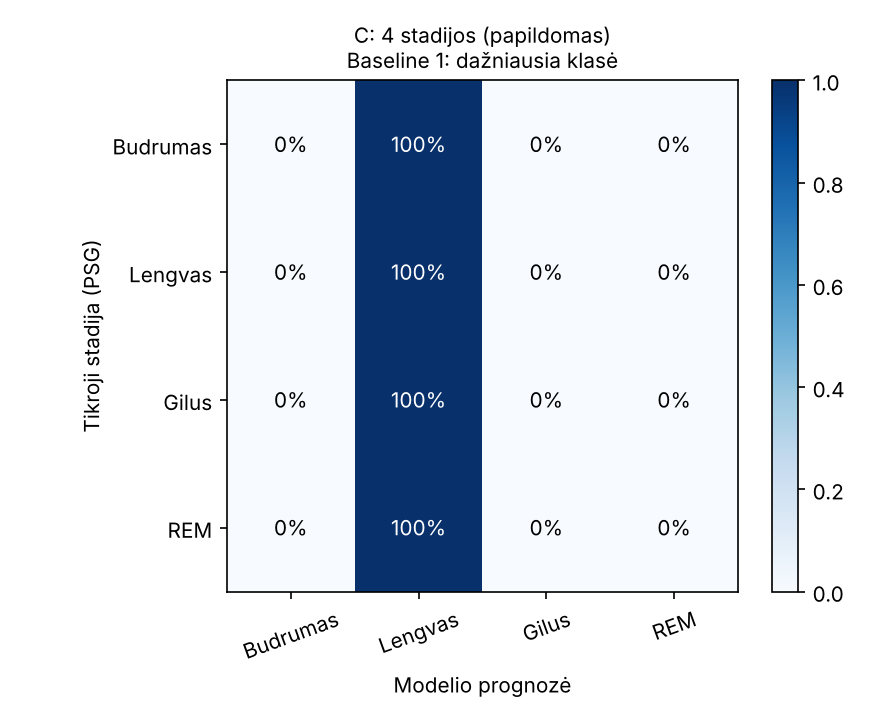 C: 4 stadijos (papildomas)
Baseline 1: dažniausia klasė
Tikroji stadija (PSG)
Budrumas 0% 100% 0% 0%
Lengvas 0% 100% 0% 0%
Gilus 0% 100% 0% 0%
REM 0% 100% 0% 0%
Budrumas Lengvas Gilus REM
Modelio prognozė
1.0
0.8
0.6
0.4
0.2
0.0